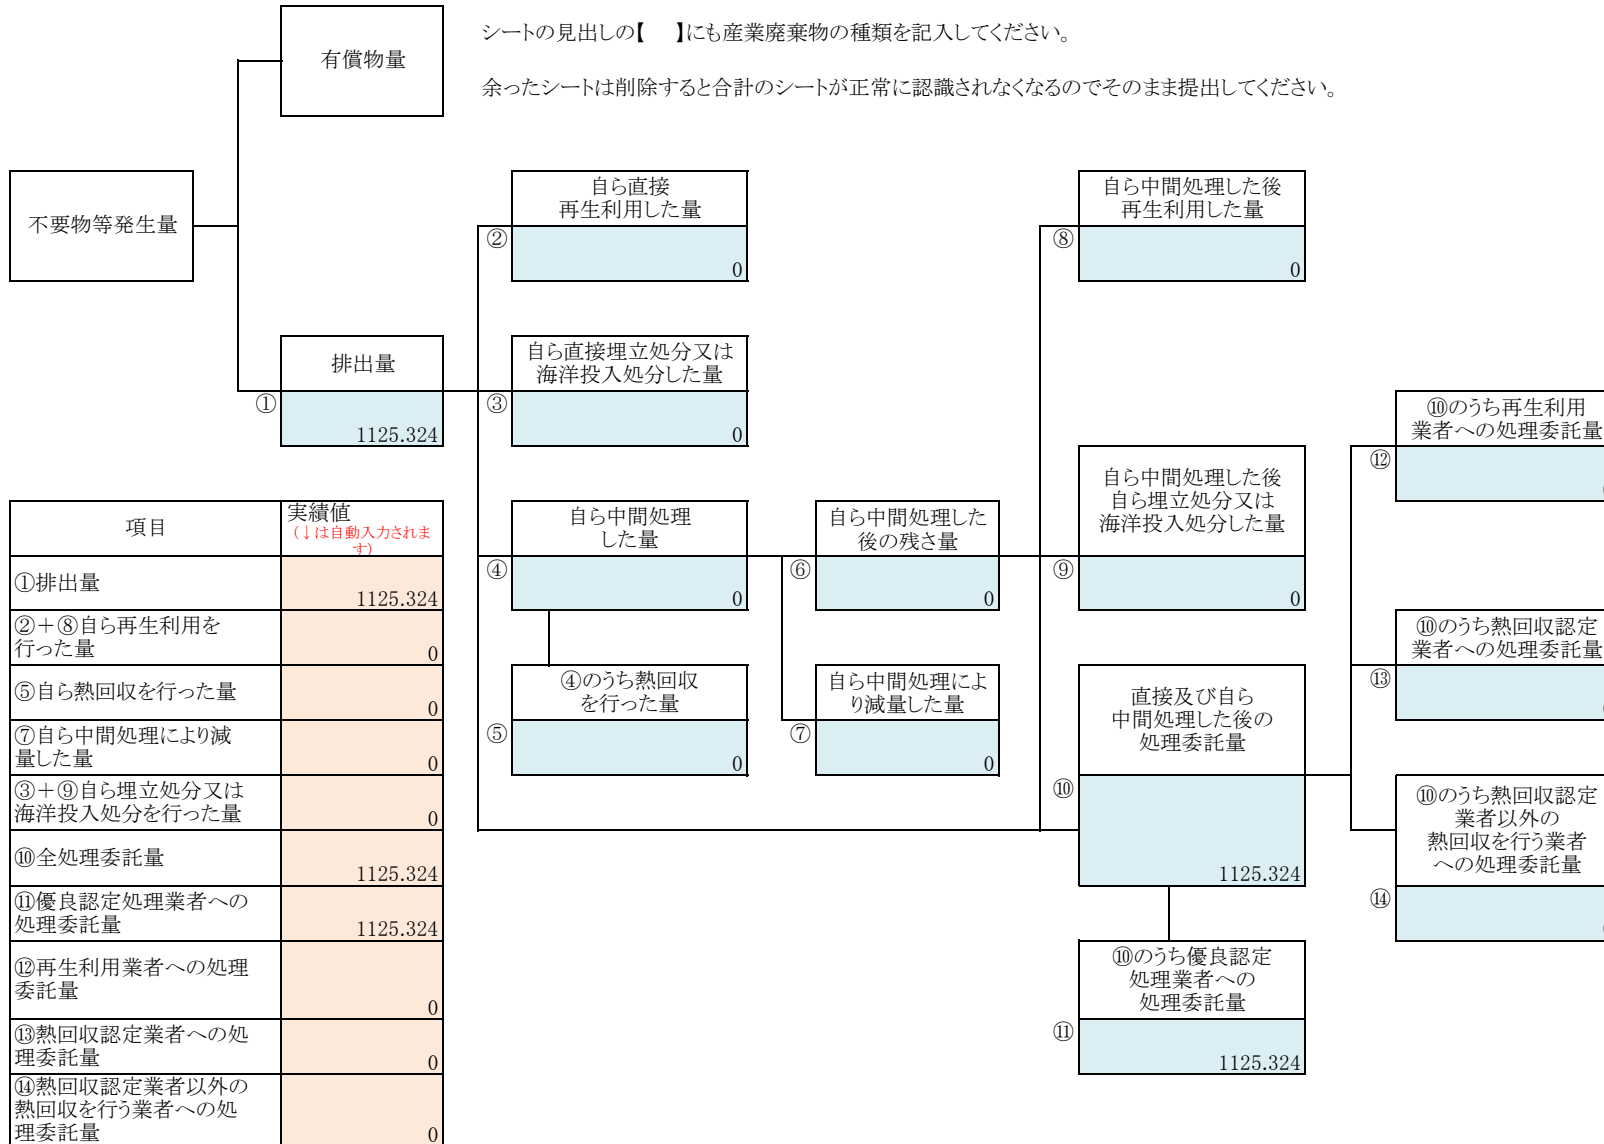 有償物量
シートの見出しの【　】にも産業廃棄物の種類を記入してください。
余ったシートは削除すると合計のシートが正常に認識されなくなるのでそのまま提出してください。
不要物等発生量
自ら直接
再生利用した量
②
0
自ら中間処理した後
再生利用した量
⑧
0
排出量
①
1125.324
自ら直接埋立処分又は
海洋投入処分した量
③
0
⑩のうち再生利用
業者への処理委託量
⑫
自ら中間処理
した量
④
0
自ら中間処理した
後の残さ量
⑥
0
自ら中間処理した後
自ら埋立処分又は
海洋投入処分した量
⑨
0
⑩のうち熱回収認定
業者への処理委託量
⑬
④のうち熱回収
を行った量
⑤
0
自ら中間処理によ
り減量した量
⑦
0
直接及び自ら
中間処理した後の
処理委託量
⑩
1125.324
⑩のうち熱回収認定
業者以外の
熱回収を行う業者
への処理委託量
⑭
⑩のうち優良認定
処理業者への
処理委託量
⑪
1125.324
項目
実績値
(↓は自動入力されま
す)
①排出量
1125.324
②＋⑧自ら再生利用を
行った量
0
⑤自ら熱回収を行った量
0
⑦自ら中間処理により減
量した量
0
③＋⑨自ら埋立処分又は
海洋投入処分を行った量
0
⑩全処理委託量
1125.324
⑪優良認定処理業者への
処理委託量
1125.324
⑫再生利用業者への処理
委託量
0
⑬熱回収認定業者への処
理委託量
0
⑭熱回収認定業者以外の
熱回収を行う業者への処
理委託量
0